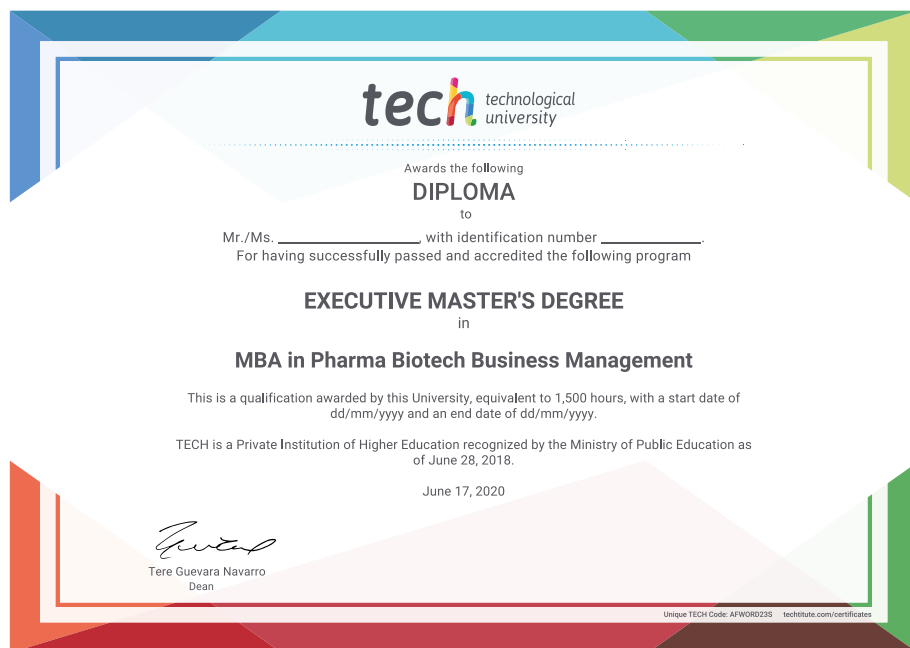 tech technological
university
Awards the following
DIPLOMA
to
Mr./Ms. ________________, with identification number ____________.
For having successfully passed and accredited the following program
EXECUTIVE MASTER'S DEGREE
in
MBA in Pharma Biotech Business Management
This is a qualification awarded by this University, equivalent to 1,500 hours, with a start date of
dd/mm/yyyy and an end date of dd/mm/yyyy.
TECH is a Private Institution of Higher Education recognized by the Ministry of Public Education as
of June 28, 2018.
June 17, 2020
Tere Guevara Navarro
Dean
Unique TECH Code: AFWORD23S techtitute.com/certificates